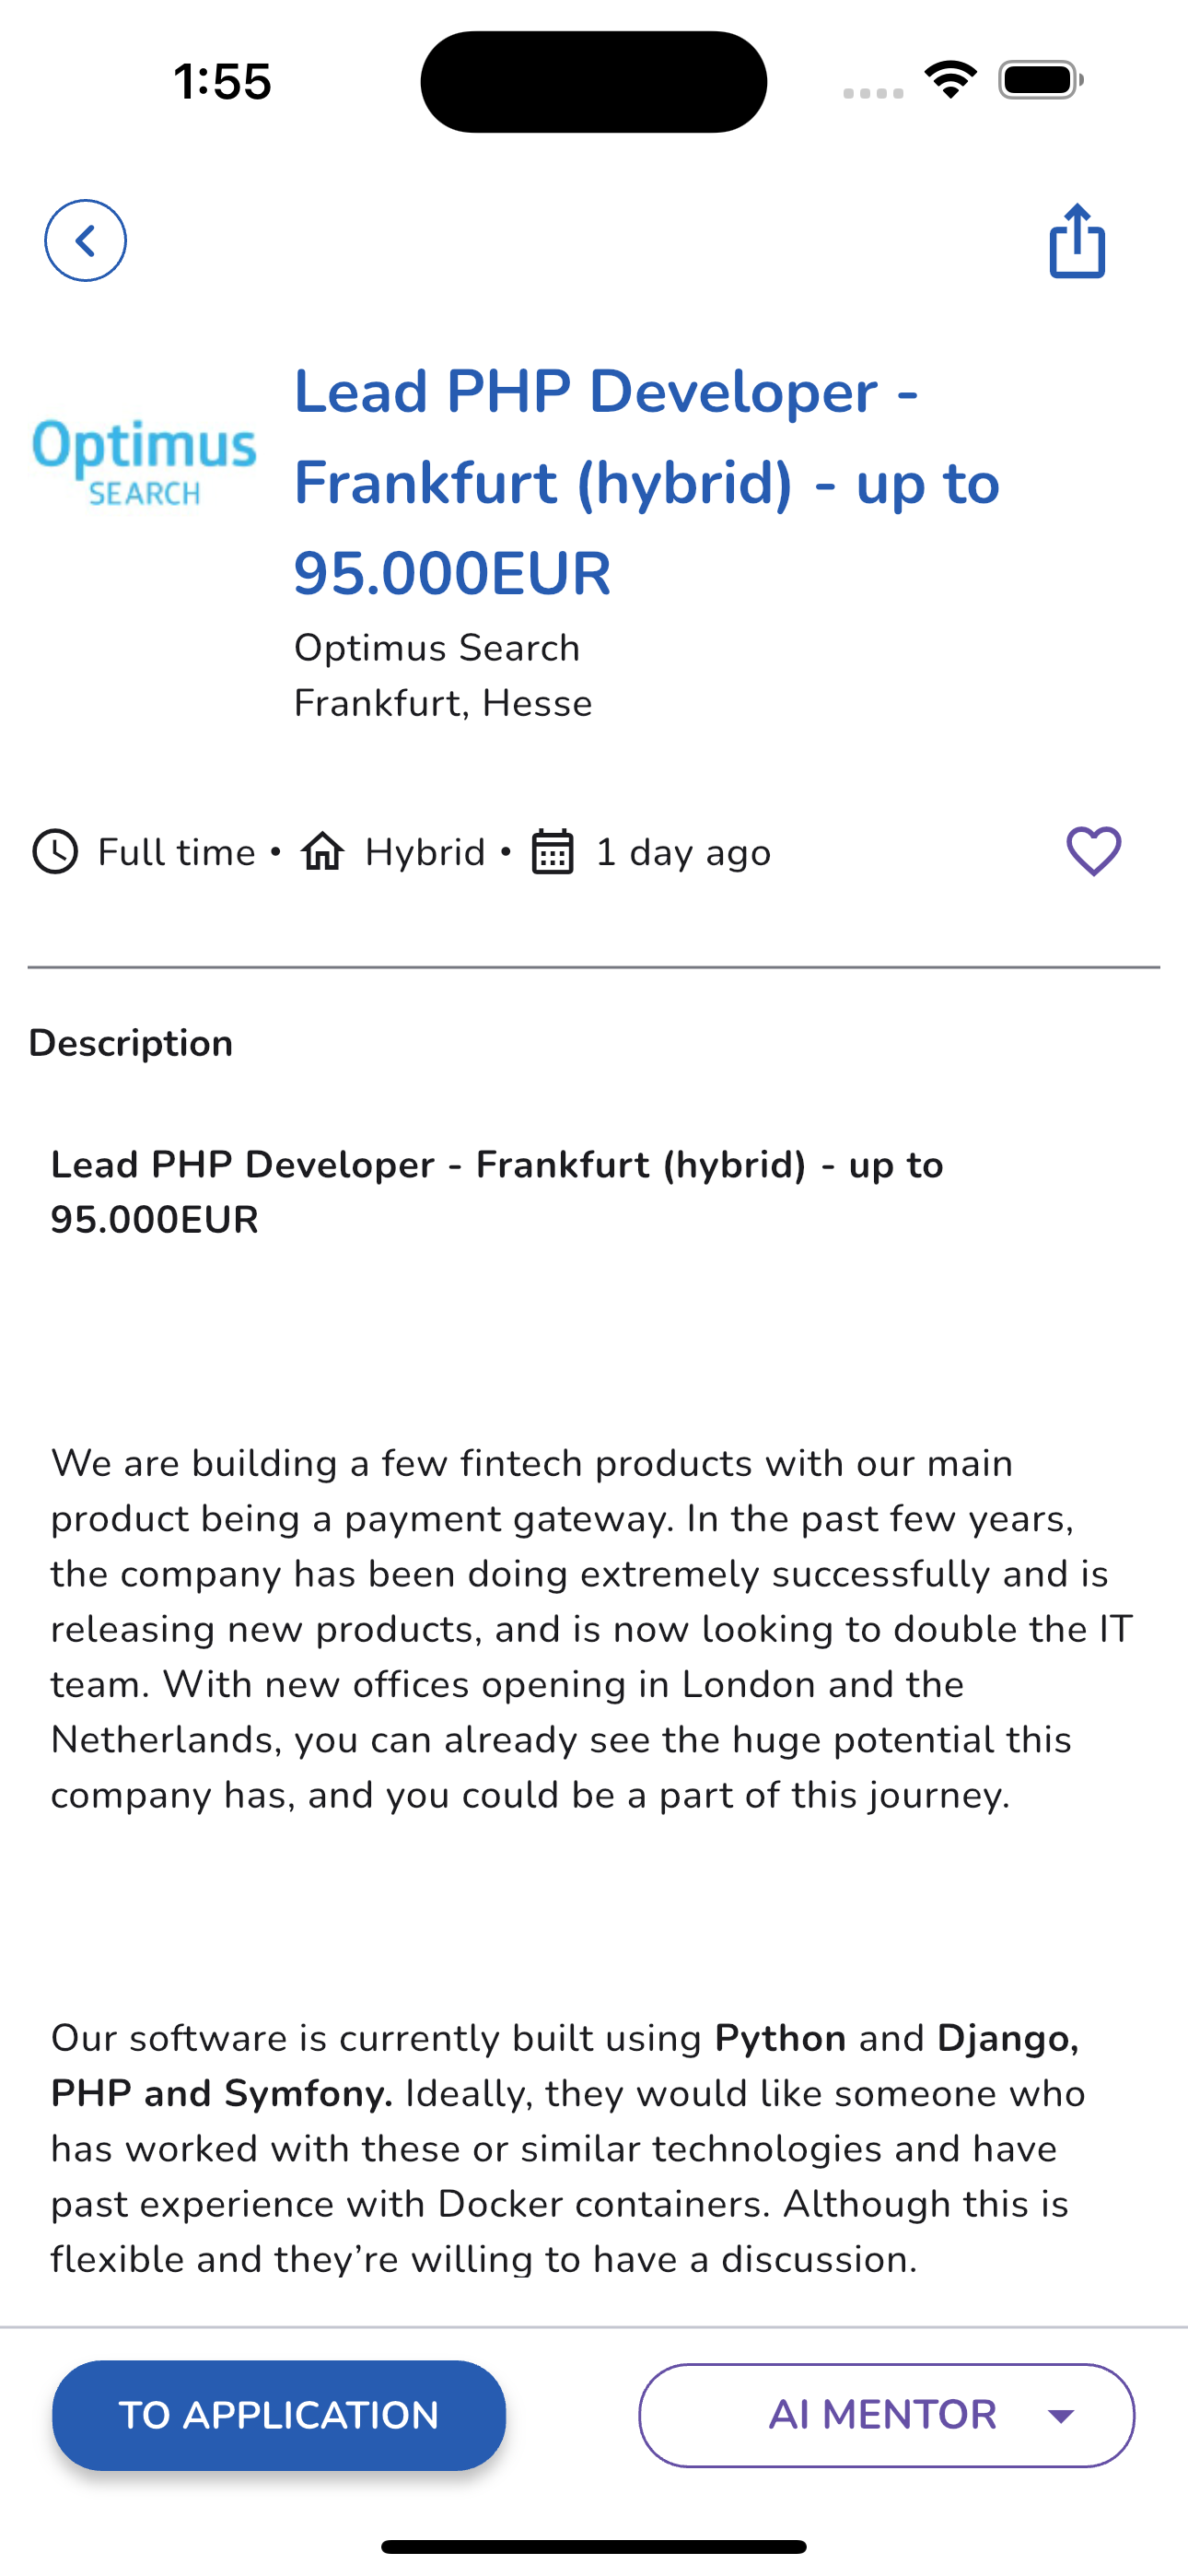 1:55
Optimus
SEARCH
Lead PHP Developer -
Frankfurt (hybrid) - up to
95.000EUR
Optimus Search
Frankfurt, Hesse
Full time • Hybrid • 1 day ago
Description
Lead PHP Developer - Frankfurt (hybrid) - up to
95.000EUR
We are building a few fintech products with our main
product being a payment gateway. In the past few years,
the company has been doing extremely successfully and is
releasing new products, and is now looking to double the IT
team. With new offices opening in London and the
Netherlands, you can already see the huge potential this
company has, and you could be a part of this journey.
Our software is currently built using Python and Django,
PHP and Symfony. Ideally, they would like someone who
has worked with these or similar technologies and have
past experience with Docker containers. Although this is
flexible and they’re willing to have a discussion.
TO APPLICATION
AI MENTOR